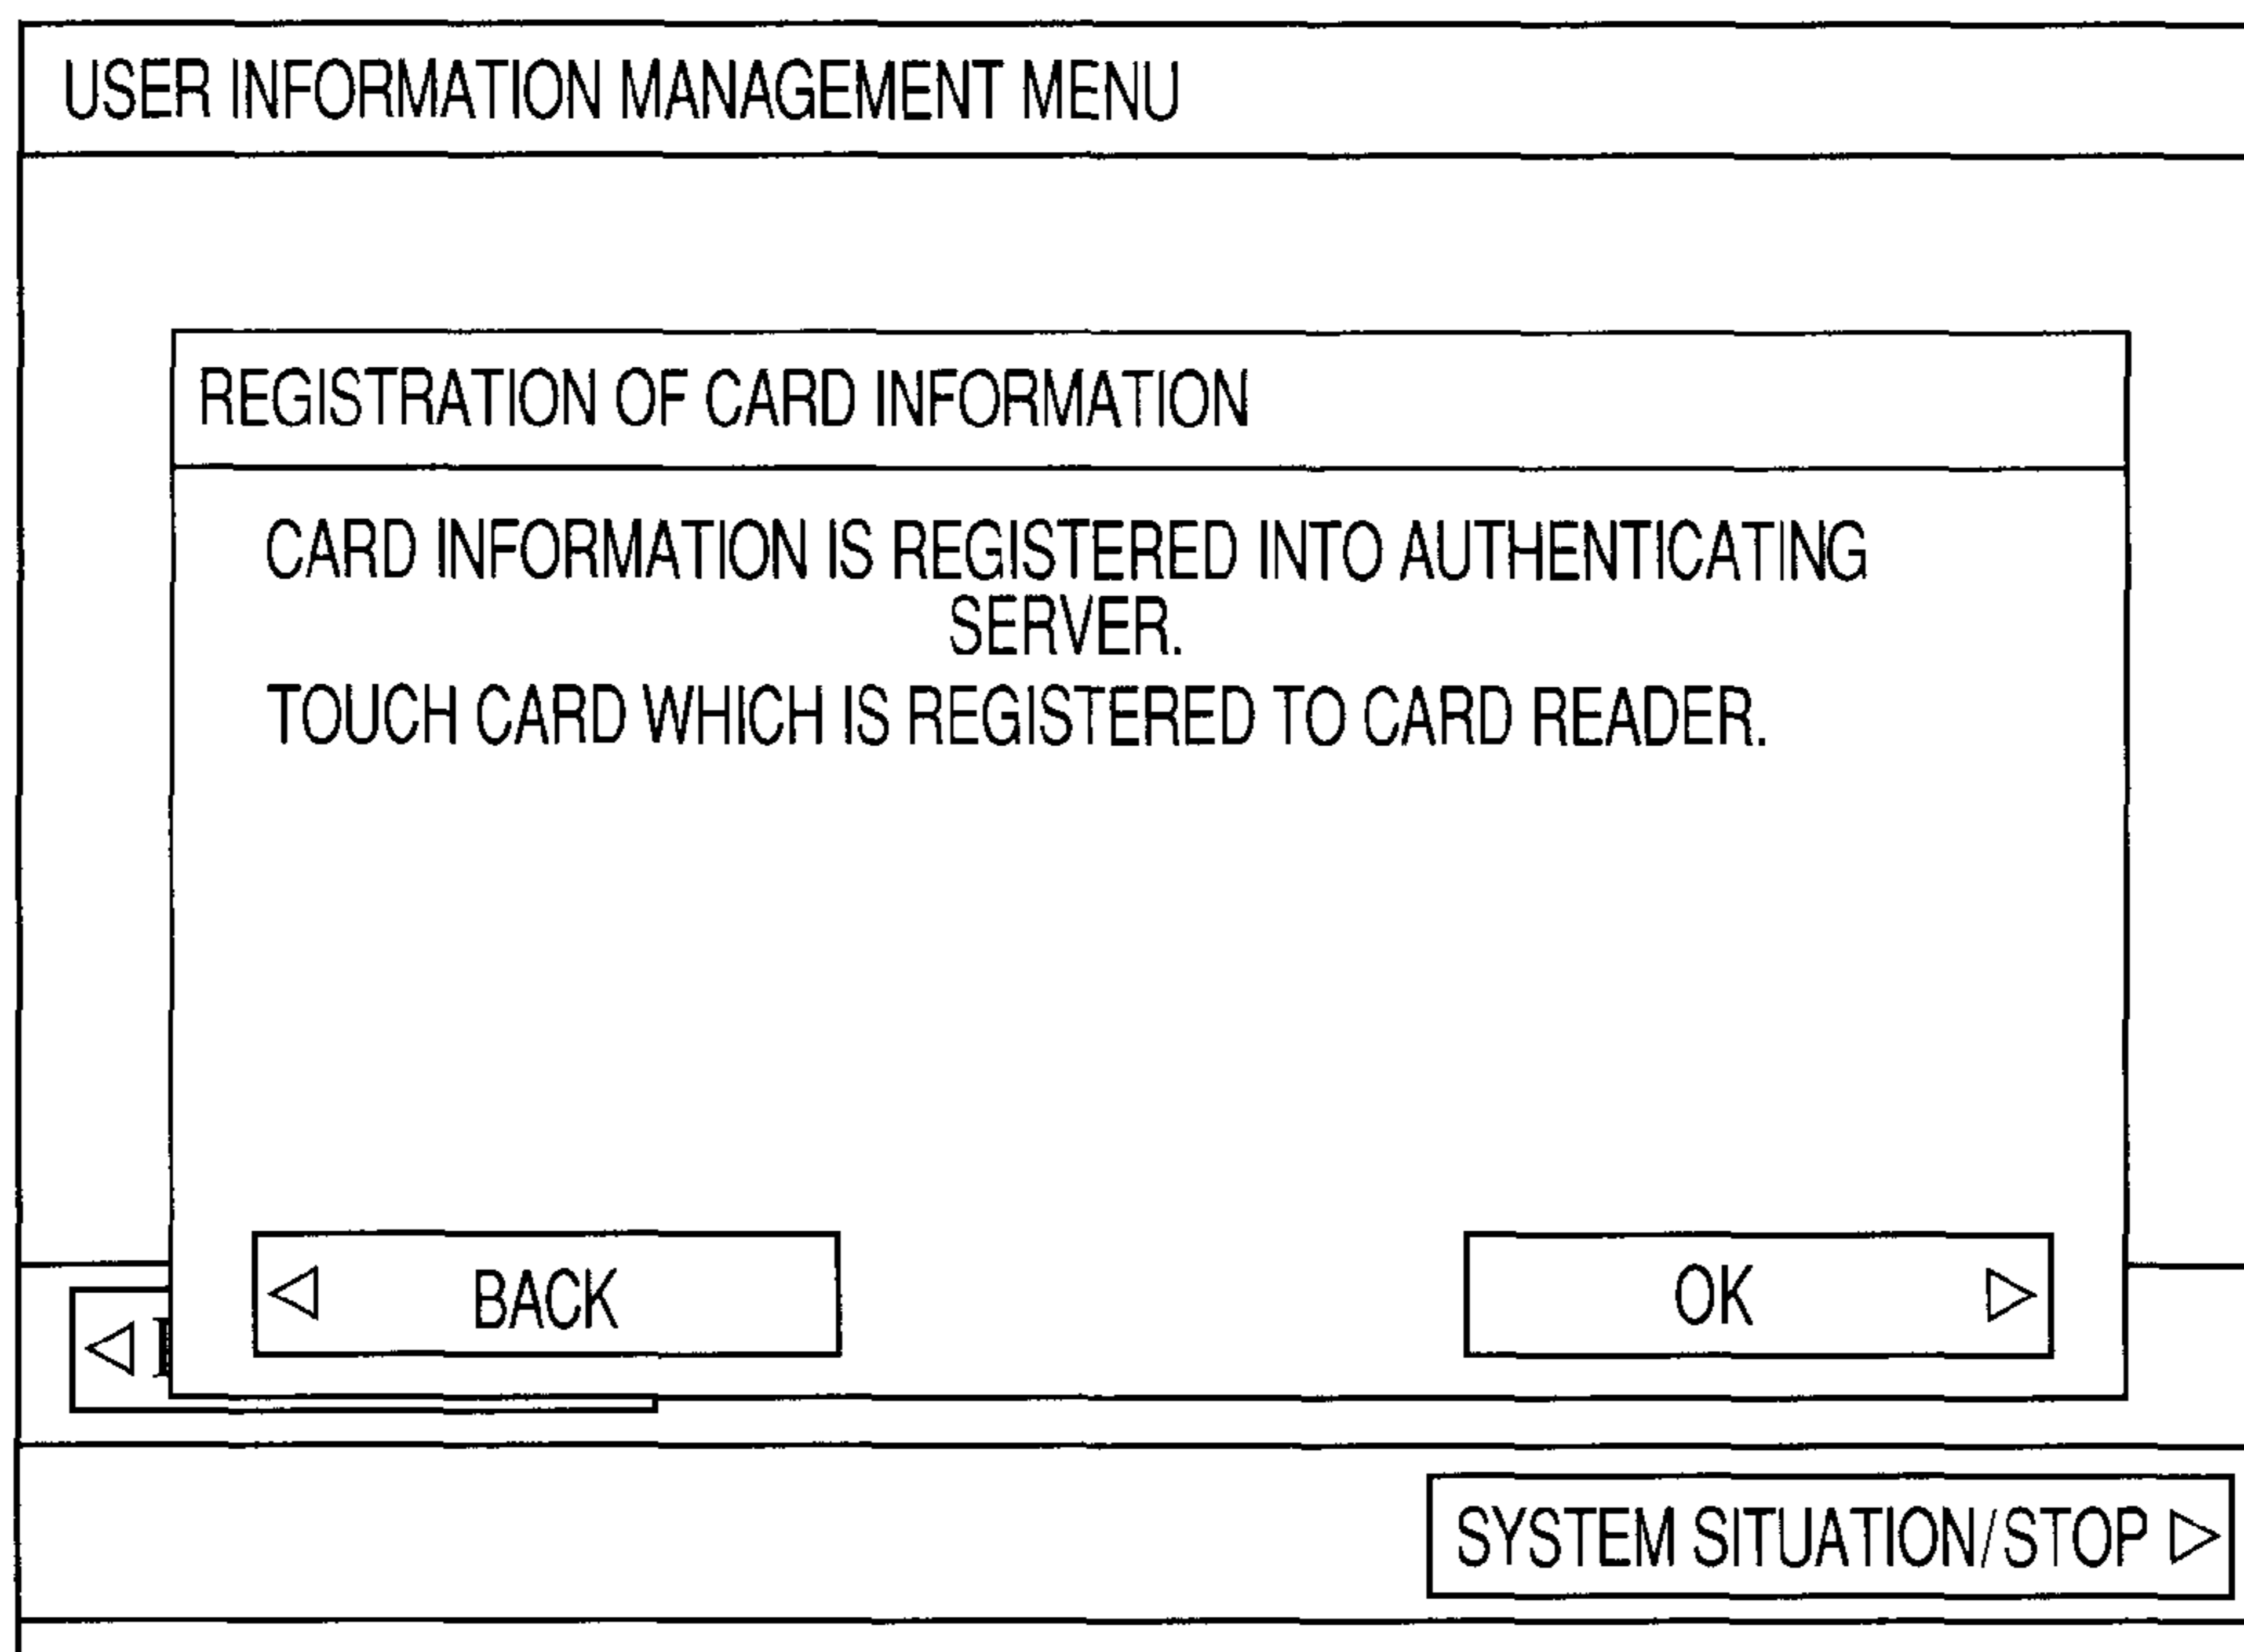 USER INFORMATION MANAGEMENT MENU
REGISTRATION OF CARD INFORMATION
CARD INFORMATION IS REGISTERED INTO AUTHENTICATING
SERVER.
TOUCH CARD WHICH IS REGISTERED TO CARD READER.
BACK
OK
SYSTEM SITUATION/STOP